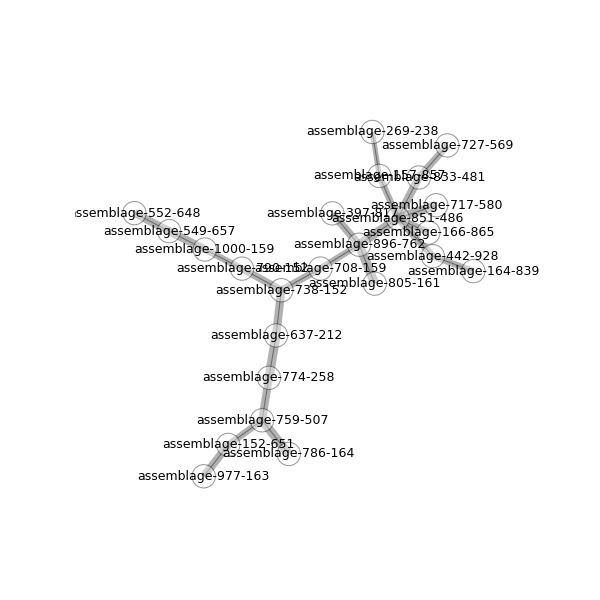 assemblage-269-238
assemblage-727-569
assemblage-157-857
assemblage-833-481
assemblage-717-580
assemblage-552-648
assemblage-397-817
assemblage-851-486
assemblage-549-657
assemblage-166-865
assemblage-896-762
assemblage-1000-159
assemblage-442-928
assemblage-708-159
assemblage-164-839
assemblage-805-161
assemblage-738-152
assemblage-637-212
assemblage-774-258
assemblage-759-507
assemblage-152-651
assemblage-786-164
assemblage-977-163